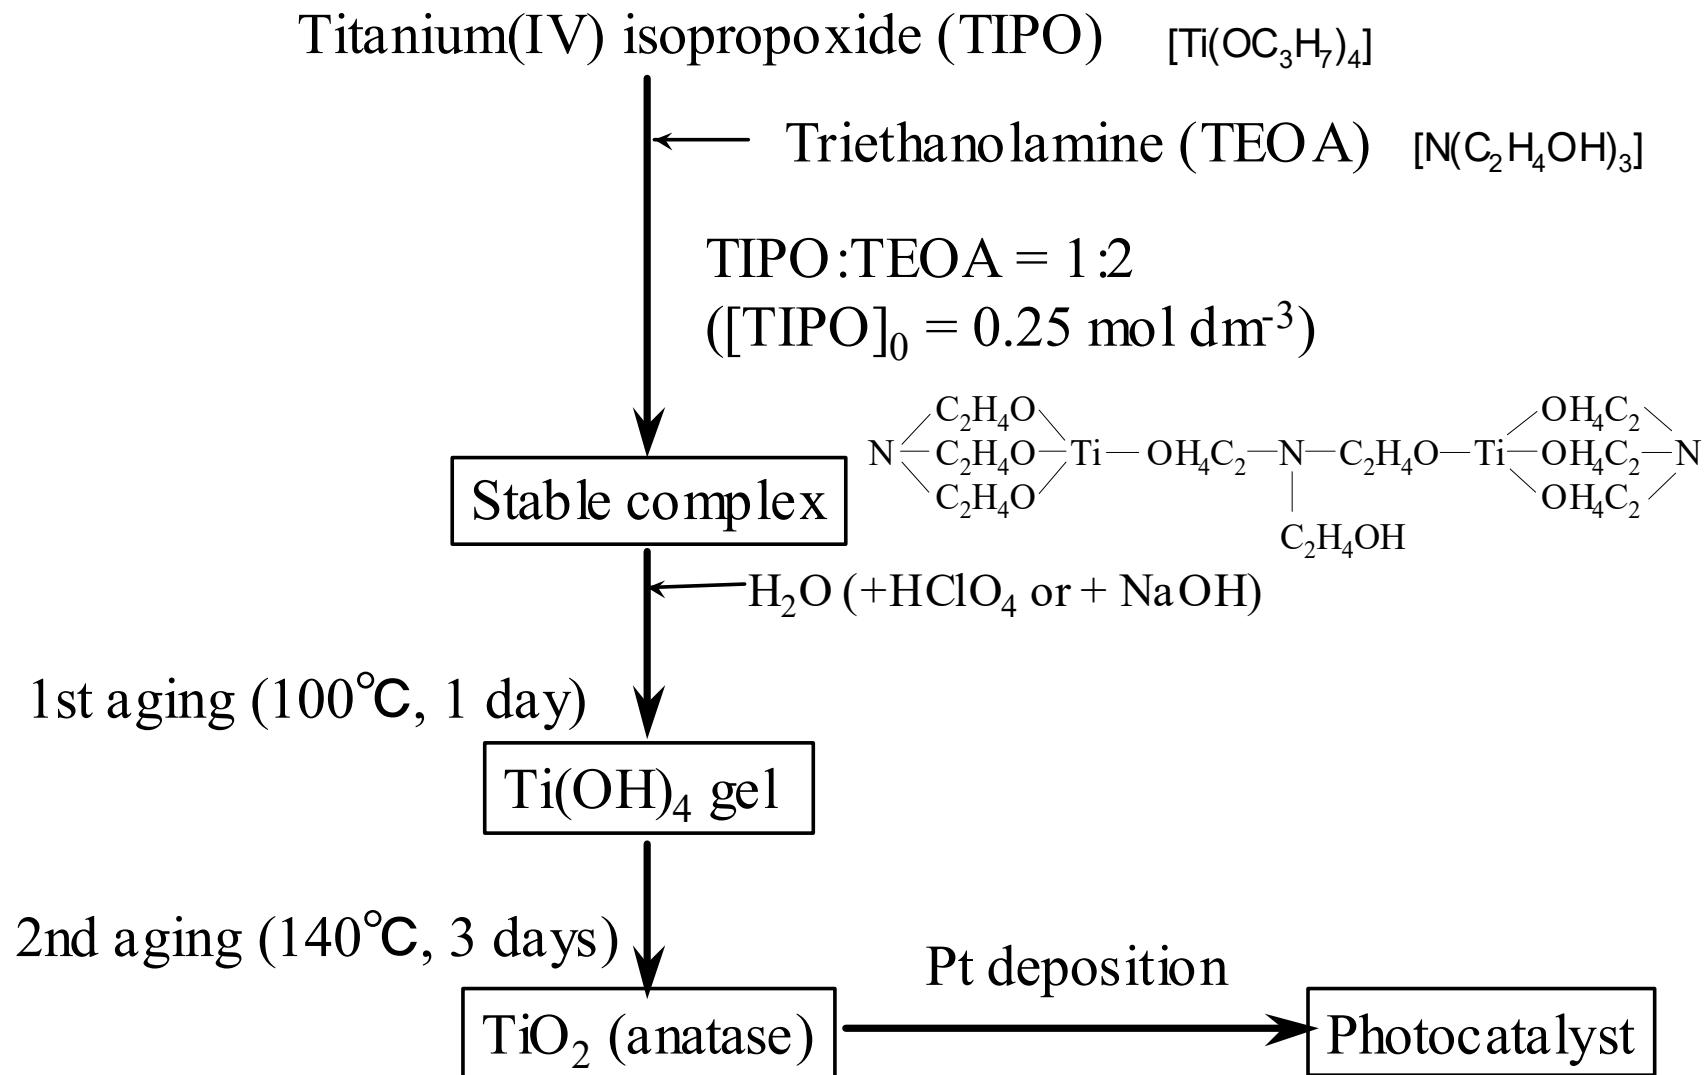 Titanium(IV) isopropoxide (TIPO) [Ti(OC₃H₇)₄]
Triethanolamine (TEOA) [N(C₂H₄OH)₃]
TIPO:TEOA = 1:2
([TIPO]₀ = 0.25 mol dm⁻³)
C₂H₄O OH₄C₂
N C₂H₄O Ti OH₄C₂ N C₂H₄O Ti OH₄C₂ N
C₂H₄O OH₄C₂
C₂H₄OH
Stable complex
H₂O (+HClO₄ or + NaOH)
1st aging (100℃, 1 day)
Ti(OH)₄ gel
2nd aging (140℃, 3 days)
Pt deposition
TiO₂ (anatase) Photocatalyst